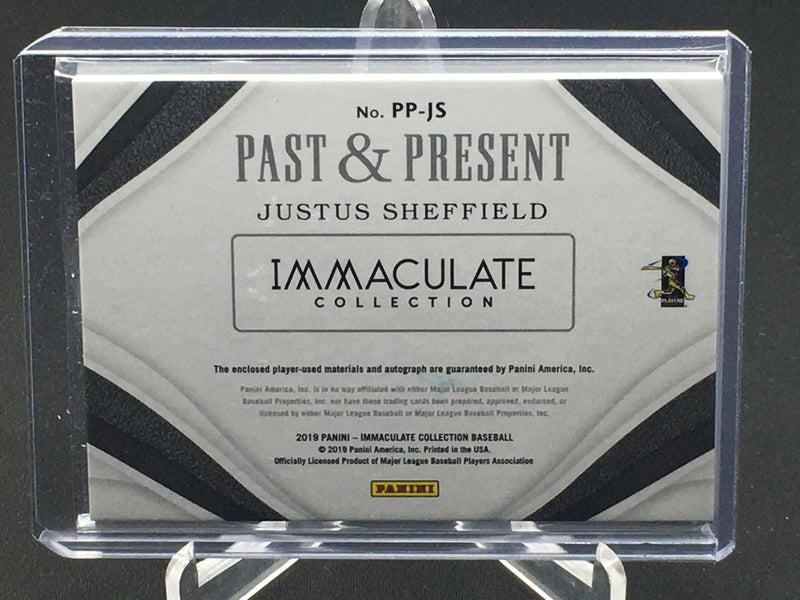 No. PP-JS
PAST & PRESENT
JUSTUS SHEFFIELD
IMMACULATE
COLLECTION
PLAYERS
The enclosed player-used materials and autograph are guaranteed by Panini America, Inc.
Panini America, Inc. is in no way affiliated with either Major League Baseball or Major League
Baseball Properties, Inc. nor have these trading cards been prepared, approved, endorsed, or
licensed by either Major League Baseball or Major League Baseball Properties, Inc.
2019 PANINI – IMMACULATE COLLECTION BASEBALL
© 2019 Panini America, Inc. Printed in the USA.
Officially Licensed Product of Major League Baseball Players Association
PANINI